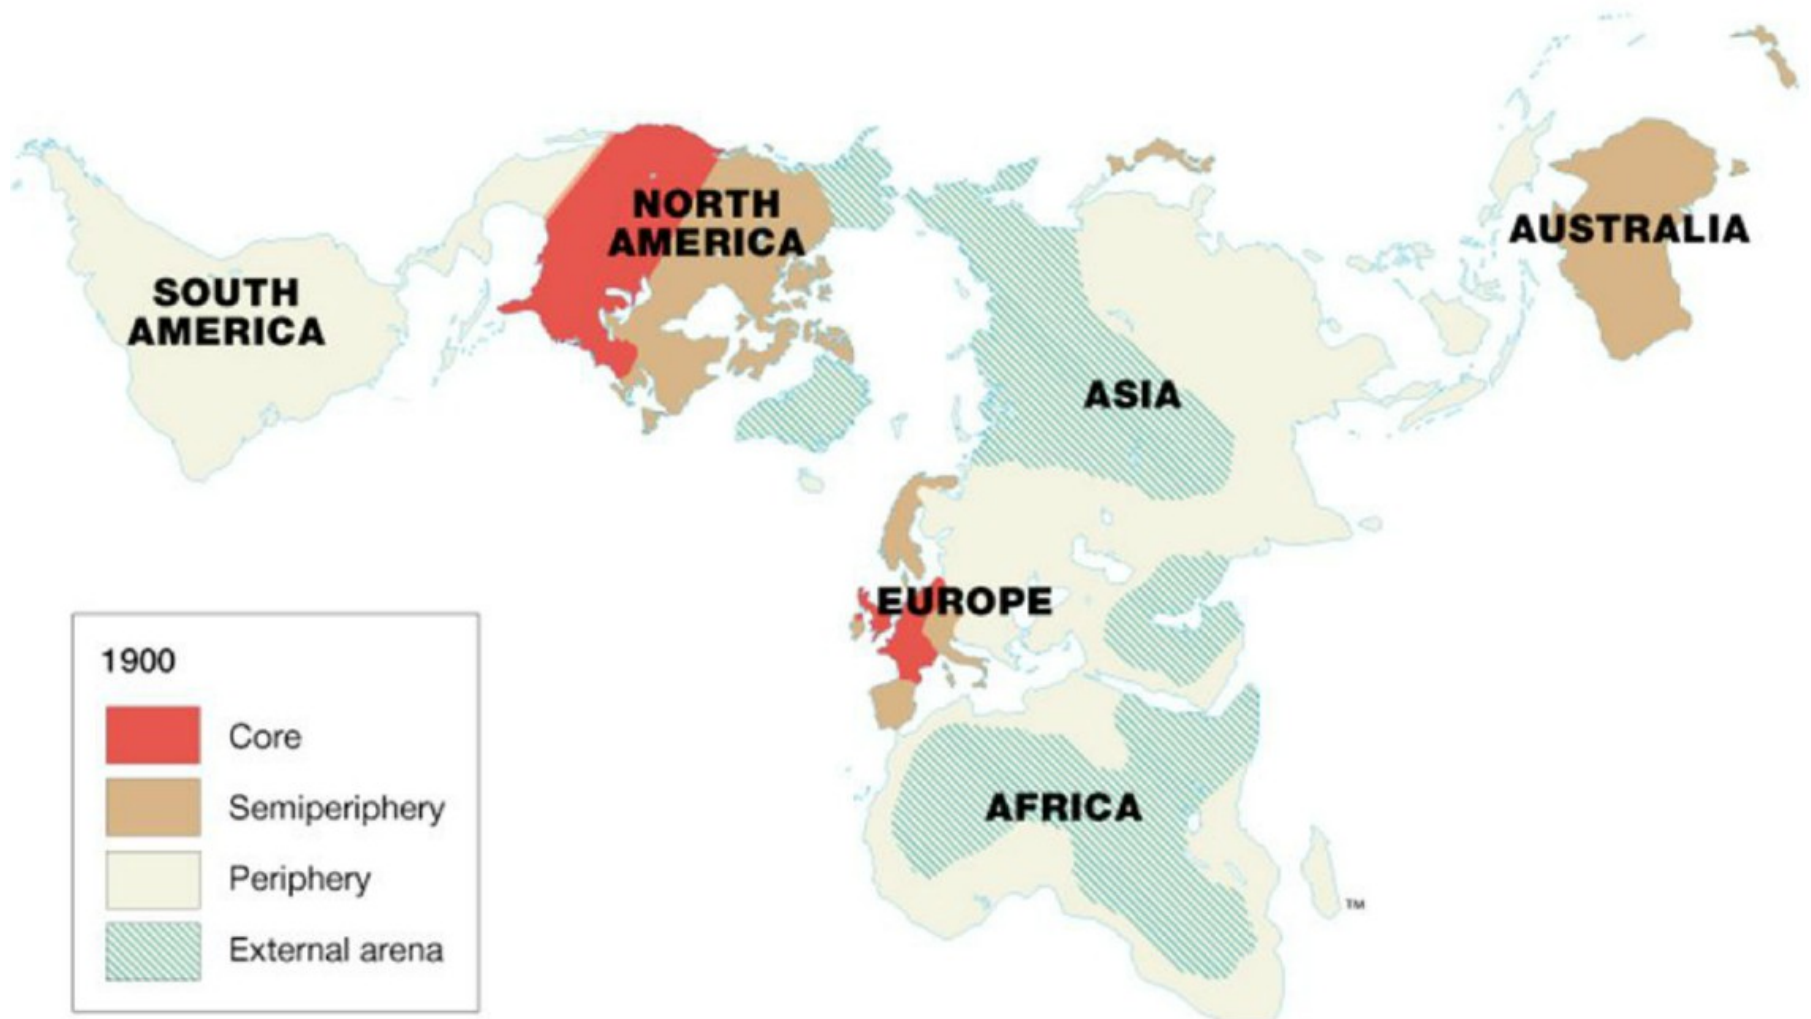 NORTH
AMERICA
AUSTRALIA
SOUTH
AMERICA
ASIA
EUROPE
AFRICA
TM
1900
Core
Semiperiphery
Periphery
External arena